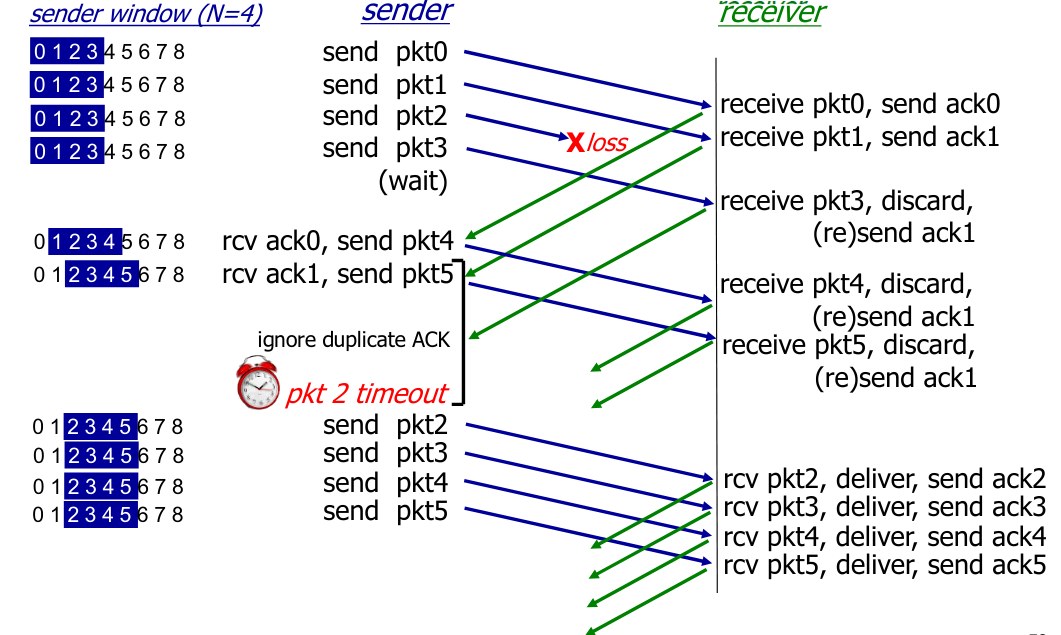 sender window (N=4)
sender
receiver
0 1 2 3 4 5 6 7 8
send pkt0
0 1 2 3 4 5 6 7 8
send pkt1
0 1 2 3 4 5 6 7 8
send pkt2
0 1 2 3 4 5 6 7 8
send pkt3
(wait)
X loss
receive pkt0, send ack0
receive pkt1, send ack1
receive pkt3, discard,
(re)send ack1
0 1 2 3 4 5 6 7 8
rcv ack0, send pkt4
0 1 2 3 4 5 6 7 8
rcv ack1, send pkt5
receive pkt4, discard,
(re)send ack1
receive pkt5, discard,
(re)send ack1
ignore duplicate ACK
pkt 2 timeout
0 1 2 3 4 5 6 7 8
send pkt2
0 1 2 3 4 5 6 7 8
send pkt3
0 1 2 3 4 5 6 7 8
send pkt4
0 1 2 3 4 5 6 7 8
send pkt5
rcv pkt2, deliver, send ack2
rcv pkt3, deliver, send ack3
rcv pkt4, deliver, send ack4
rcv pkt5, deliver, send ack5